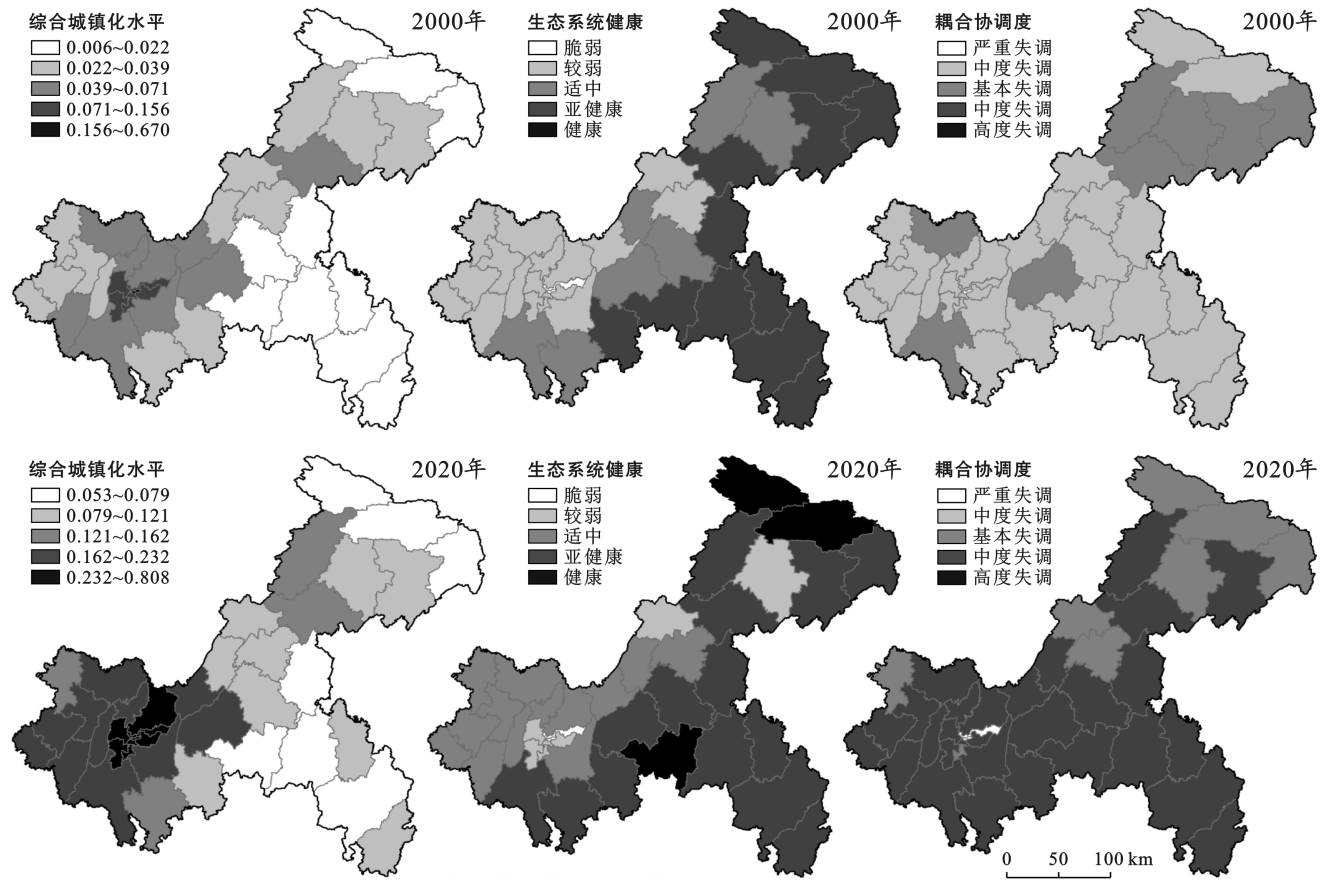 综合城镇化水平
2000年
0.006~0.022
0.022~0.039
0.039~0.071
0.071~0.156
0.156~0.670
生态系统健康
2000年
脆弱
较弱
适中
亚健康
健康
耦合协调度
2000年
严重失调
中度失调
基本失调
中度失调
高度失调
综合城镇化水平
2020年
0.053~0.079
0.079~0.121
0.121~0.162
0.162~0.232
0.232~0.808
生态系统健康
2020年
脆弱
较弱
适中
亚健康
健康
耦合协调度
2020年
严重失调
中度失调
基本失调
中度失调
高度失调
0 50 100 km